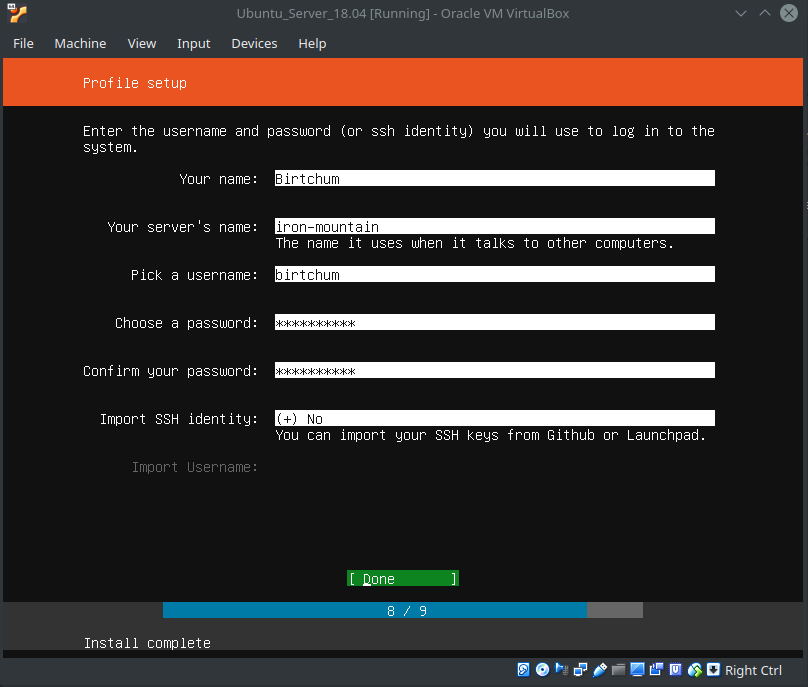 Ubuntu_Server_18.04 [Running] - Oracle VM VirtualBox
File Machine View Input Devices Help
Profile setup
Enter the username and password (or ssh identity) you will use to log in to the
system.
Your name: Birtchum
Your server's name: iron-mountain
The name it uses when it talks to other computers.
Pick a username: birtchum
Choose a password: **********
Confirm your password: **********
Import SSH identity: (+) No
You can import your SSH keys from Github or Launchpad.
Import Username:
[ Done ]
8 / 9
Install complete
Right Ctrl